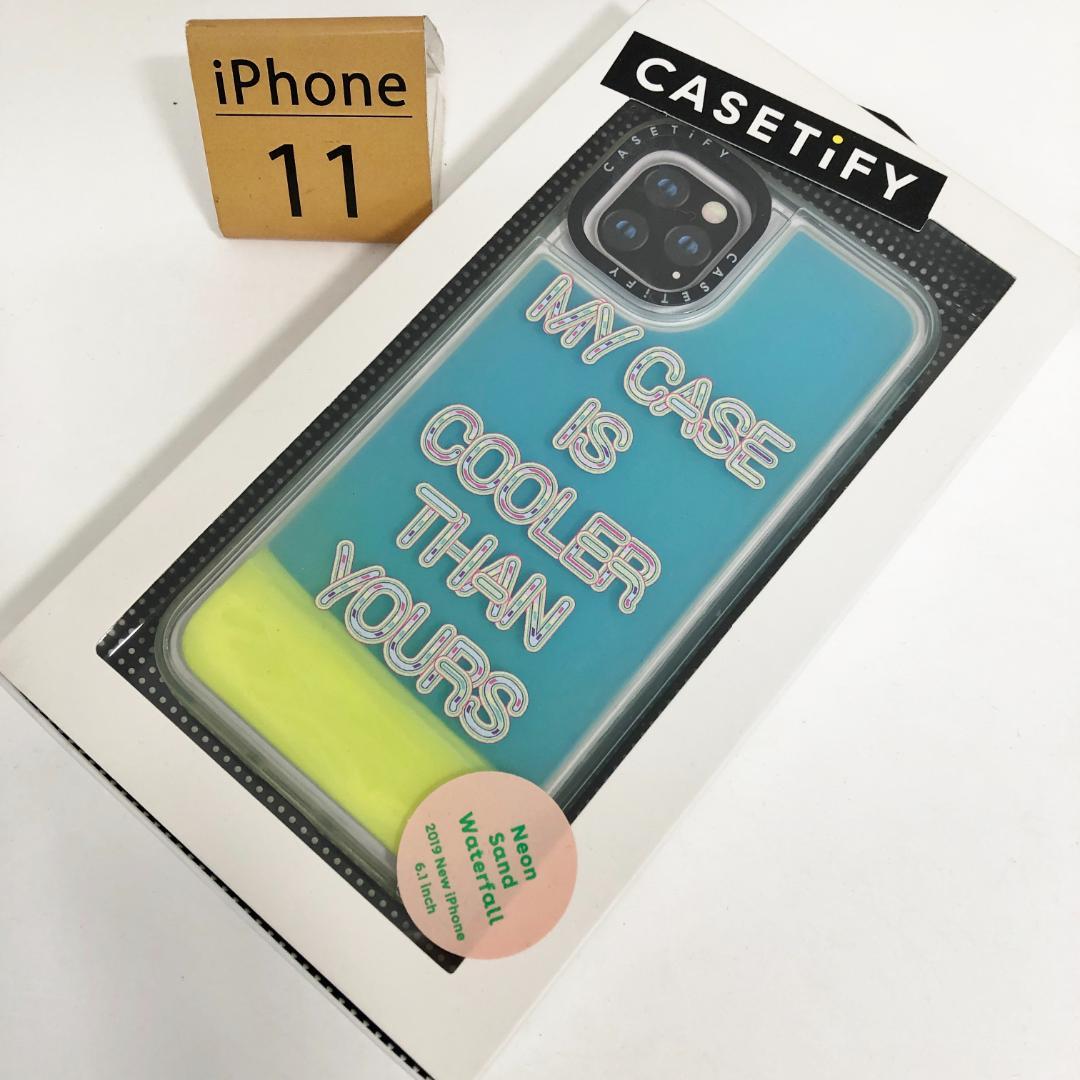 iPhone
11
CASETiFY
CASETiFY
CASETiFY
MY CASE
IS
COOLER
THAN
YOURS
Neon
Sand
Waterfall
2019 New iPhone
6.1 inch